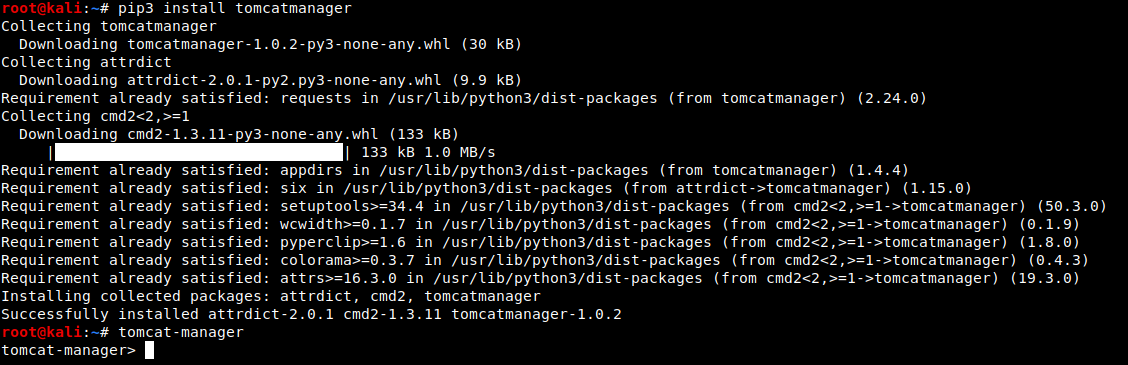 root@kali:~# pip3 install tomcatmanager
Collecting tomcatmanager
  Downloading tomcatmanager-1.0.2-py3-none-any.whl (30 kB)
Collecting attrdict
  Downloading attrdict-2.0.1-py2.py3-none-any.whl (9.9 kB)
Requirement already satisfied: requests in /usr/lib/python3/dist-packages (from tomcatmanager) (2.24.0)
Collecting cmd2<2,>=1
  Downloading cmd2-1.3.11-py3-none-any.whl (133 kB)
     |████████████████████████████████| 133 kB 1.0 MB/s
Requirement already satisfied: appdirs in /usr/lib/python3/dist-packages (from tomcatmanager) (1.4.4)
Requirement already satisfied: six in /usr/lib/python3/dist-packages (from attrdict->tomcatmanager) (1.15.0)
Requirement already satisfied: setuptools>=34.4 in /usr/lib/python3/dist-packages (from cmd2<2,>=1->tomcatmanager) (50.3.0)
Requirement already satisfied: wcwidth>=0.1.7 in /usr/lib/python3/dist-packages (from cmd2<2,>=1->tomcatmanager) (0.1.9)
Requirement already satisfied: pyperclip>=1.6 in /usr/lib/python3/dist-packages (from cmd2<2,>=1->tomcatmanager) (1.8.0)
Requirement already satisfied: colorama>=0.3.7 in /usr/lib/python3/dist-packages (from cmd2<2,>=1->tomcatmanager) (0.4.3)
Requirement already satisfied: attrs>=16.3.0 in /usr/lib/python3/dist-packages (from cmd2<2,>=1->tomcatmanager) (19.3.0)
Installing collected packages: attrdict, cmd2, tomcatmanager
Successfully installed attrdict-2.0.1 cmd2-1.3.11 tomcatmanager-1.0.2
root@kali:~# tomcat-manager
tomcat-manager>